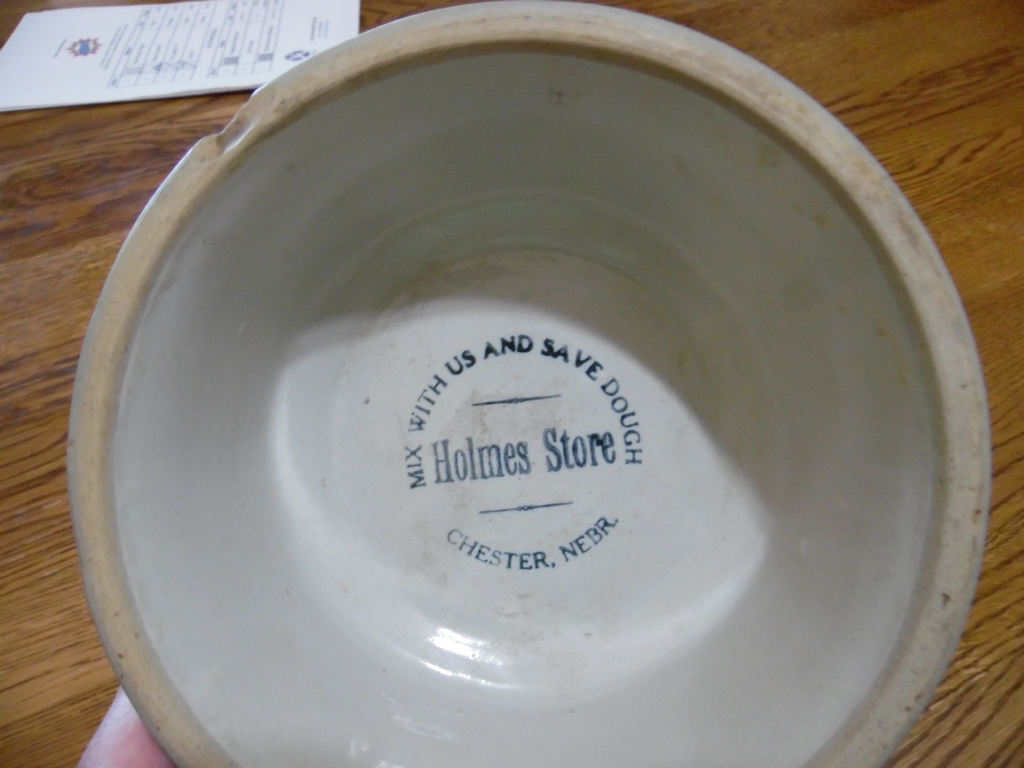 MIX WITH US AND SAVE DOUGH
Holmes Store
CHESTER, NEBR.